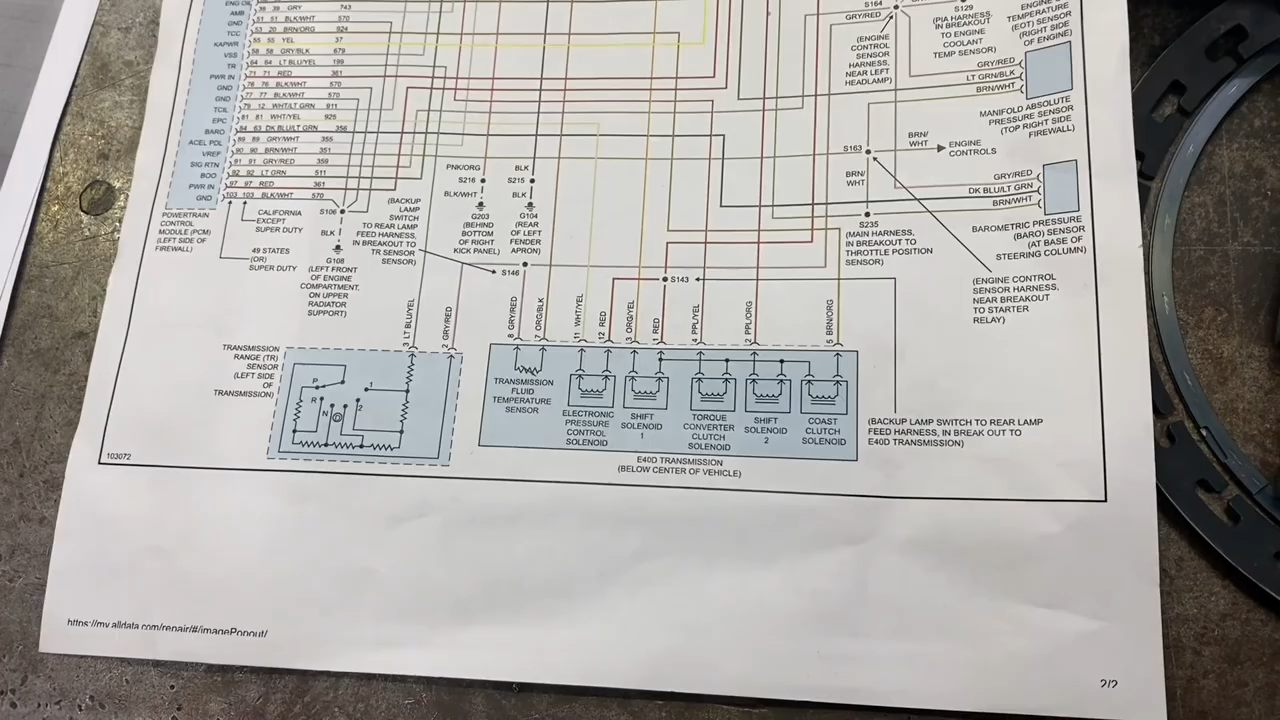 ENG OIL 38 39 GRY 743
AMB
GND 51 51 BLK/WHT 570
TCC 53 20 BRN/ORG 924
KAPWR 55 55 YEL 37
VSS 58 58 GRY/BLK 679
TR 64 64 LT BLU/YEL 199
PWR IN 71 71 RED 361
GND 76 76 BLK/WHT 570
GND 77 77 BLK/WHT 570
TCIL 79 12 WHT/LT GRN 911
EPC 81 81 WHT/YEL 925
BARO 84 63 DK BLU/LT GRN 356
ACEL PDL 89 89 GRY/WHT 355
VREF 90 90 BRN/WHT 351
SIG RTN 91 91 GRY/RED 359
BOO 92 92 LT GRN 511
PWR IN 97 97 RED 361
GND 103 103 BLK/WHT 570
POWERTRAIN
CONTROL
MODULE (PCM)
(LEFT SIDE OF
FIREWALL)
CALIFORNIA
EXCEPT
SUPER DUTY
49 STATES
(OR)
SUPER DUTY
S106
BLK
G108
(LEFT FRONT
OF ENGINE
COMPARTMENT,
ON UPPER
RADIATOR
SUPPORT)
(BACKUP
LAMP
SWITCH
TO REAR LAMP
FEED HARNESS,
IN BREAKOUT TO
TR SENSOR
SENSOR)
PNK/ORG
S216
BLK/WHT
G203
(BEHIND
BOTTOM
OF RIGHT
KICK PANEL)
BLK
S215
BLK
G104
(REAR
OF LEFT
FENDER
APRON)
S146
S143
S164
GRY/RED
(ENGINE
CONTROL
SENSOR
HARNESS,
NEAR LEFT
HEADLAMP)
S129
(PIA HARNESS,
IN BREAKOUT
TO ENGINE
COOLANT
TEMP SENSOR)
ENGINE OIL
TEMPERATURE
(EOT) SENSOR
(RIGHT SIDE
OF ENGINE)
GRY/RED
LT GRN/BLK
BRN/WHT
MANIFOLD ABSOLUTE
PRESSURE SENSOR
(TOP RIGHT SIDE
FIREWALL)
S163
BRN/
WHT
ENGINE
CONTROLS
BRN/
WHT
GRY/RED
DK BLU/LT GRN
BRN/WHT
S235
(MAIN HARNESS,
IN BREAKOUT TO
THROTTLE POSITION
SENSOR)
BAROMETRIC PRESSURE
(BARO) SENSOR
(AT BASE OF
STEERING COLUMN)
(ENGINE CONTROL
SENSOR HARNESS,
NEAR BREAKOUT
TO STARTER
RELAY)
3 LT BLU/YEL
2 GRY/RED
8 GRY/RED
7 ORG/BLK
11 WHT/YEL
12 RED
3 ORG/YEL
1 RED
4 PPL/YEL
2 PPL/ORG
5 BRN/ORG
TRANSMISSION
RANGE (TR)
SENSOR
(LEFT SIDE
OF
TRANSMISSION)
P
R
N
D
2
1
TRANSMISSION
FLUID
TEMPERATURE
SENSOR
ELECTRONIC
PRESSURE
CONTROL
SOLENOID
SHIFT
SOLENOID
1
TORQUE
CONVERTER
CLUTCH
SOLENOID
SHIFT
SOLENOID
2
COAST
CLUTCH
SOLENOID
E40D TRANSMISSION
(BELOW CENTER OF VEHICLE)
(BACKUP LAMP SWITCH TO REAR LAMP
FEED HARNESS, IN BREAK OUT TO
E40D TRANSMISSION)
103072
https://my.alldata.com/repair/#/imagePopout/
2/2